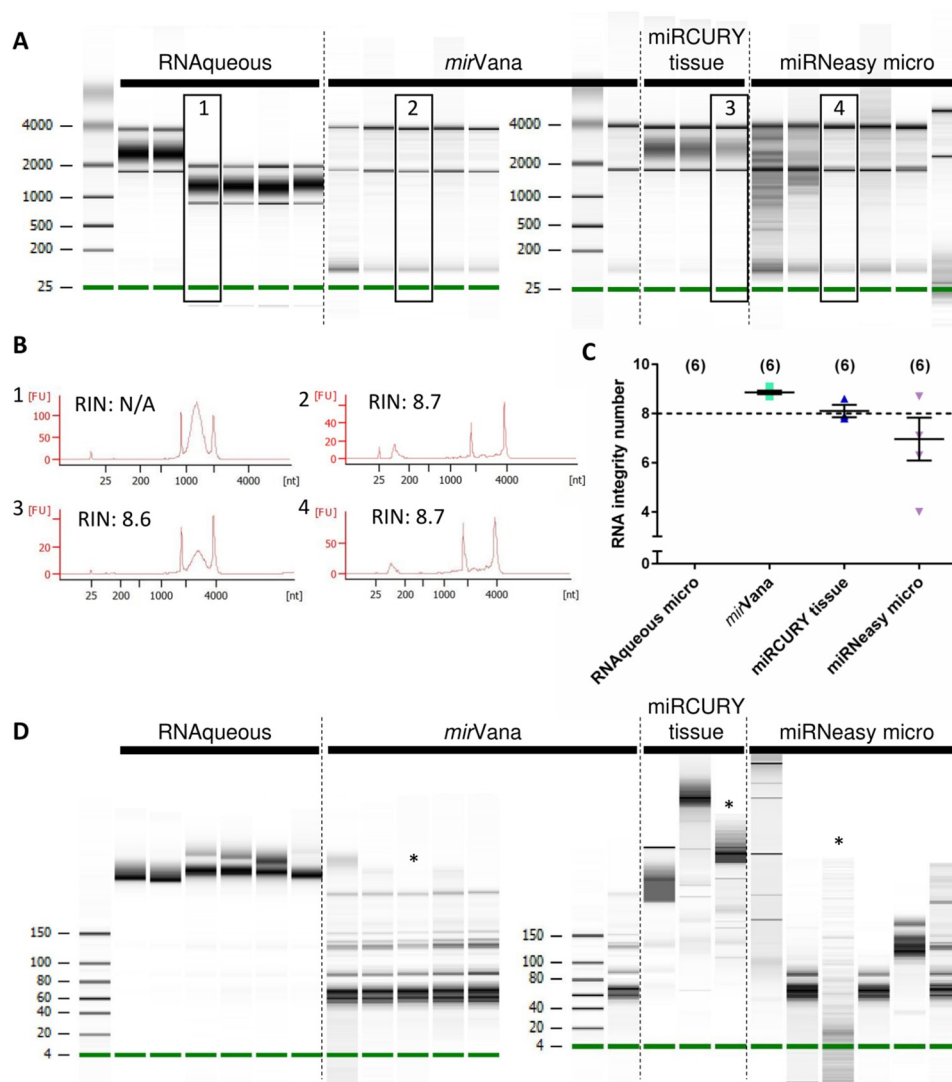 A
RNAqueous
mirVana
miRCURY
tissue
miRNeasy micro
1
2
3
4
4000
2000
1000
500
200
25
4000
2000
1000
500
200
25
B
1
[FU]
RIN: N/A
100
50
0
25 200 1000 4000 [nt]
2
[FU]
RIN: 8.7
50
0
25 200 1000 4000 [nt]
3
[FU]
RIN: 8.6
20
0
25 200 1000 4000 [nt]
4
[FU]
RIN: 8.7
50
0
25 200 1000 4000 [nt]
C
RNA integrity number
10
8
6
4
0
(6) (6) (6) (6)
RNAqueous micro
mirVana
miRCURY tissue
miRNeasy micro
D
RNAqueous
mirVana
miRCURY
tissue
miRNeasy micro
*
*
*
150
100
80
60
40
20
4
150
100
80
60
40
20
4